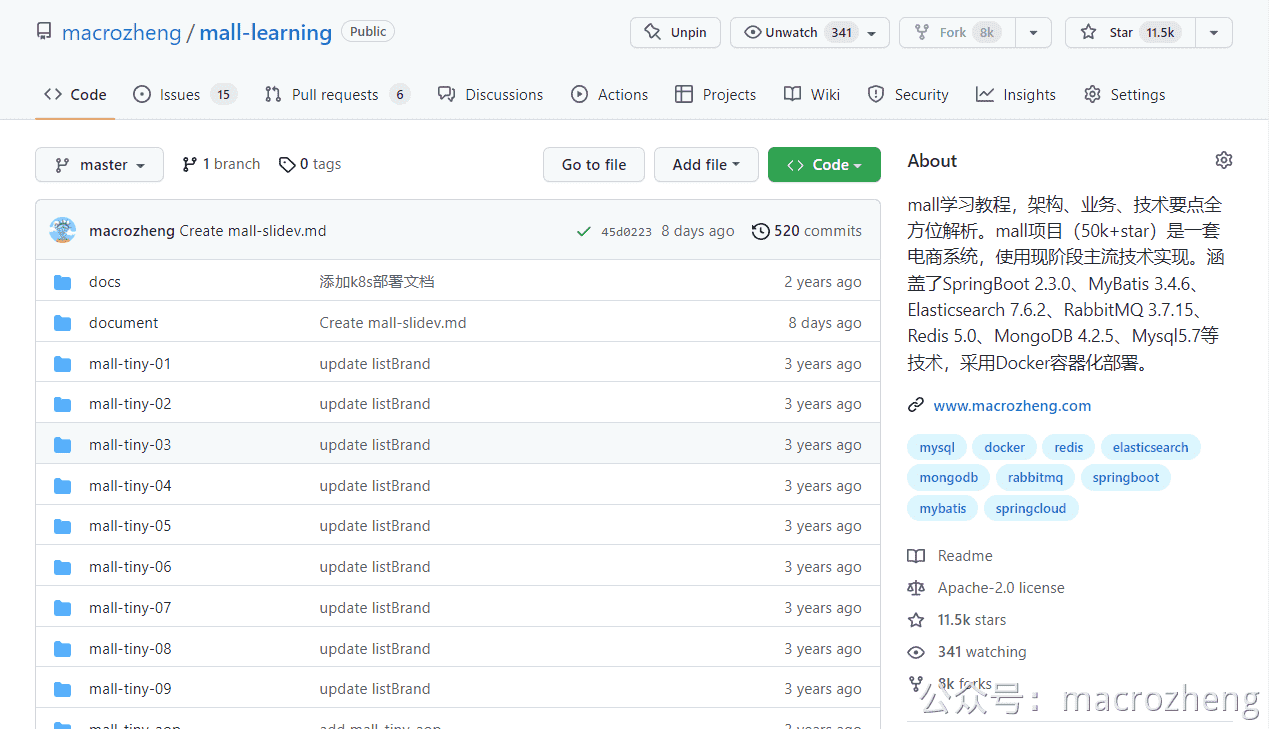 macrozheng / mall-learning Public
Unpin
Unwatch 341
Fork 8k
Star 11.5k
Code
Issues 15
Pull requests 6
Discussions
Actions
Projects
Wiki
Security
Insights
Settings
master
1 branch
0 tags
Go to file
Add file
Code
macrozheng Create mall-slidev.md 45d0223 8 days ago 520 commits
docs 添加k8s部署文档 2 years ago
document Create mall-slidev.md 8 days ago
mall-tiny-01 update listBrand 3 years ago
mall-tiny-02 update listBrand 3 years ago
mall-tiny-03 update listBrand 3 years ago
mall-tiny-04 update listBrand 3 years ago
mall-tiny-05 update listBrand 3 years ago
mall-tiny-06 update listBrand 3 years ago
mall-tiny-07 update listBrand 3 years ago
mall-tiny-08 update listBrand 3 years ago
mall-tiny-09 update listBrand 3 years ago
mall-tiny-aop add mall-tiny-aop 3 years ago
About
mall学习教程，架构、业务、技术要点全
方位解析。mall项目（50k+star）是一套
电商系统，使用现阶段主流技术实现。涵
盖了SpringBoot 2.3.0、MyBatis 3.4.6、
Elasticsearch 7.6.2、RabbitMQ 3.7.15、
Redis 5.0、MongoDB 4.2.5、Mysql5.7等
技术，采用Docker容器化部署。
www.macrozheng.com
mysql docker redis elasticsearch
mongodb rabbitmq springboot
mybatis springcloud
Readme
Apache-2.0 license
11.5k stars
341 watching
8k forks
公众号：macrozheng